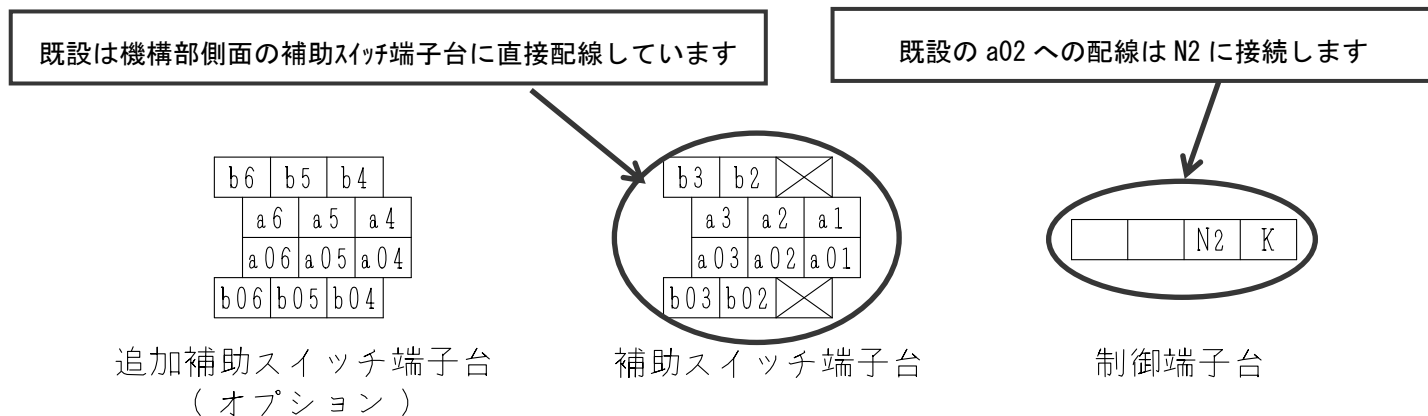 既設は機構部側面の補助ｽｲｯﾁ端子台に直接配線しています
既設の a02 への配線は N2 に接続します
b6 b5 b4
a6 a5 a4
a06 a05 a04
b06 b05 b04
追加補助スイッチ端子台
（オプション）
b3 b2
a3 a2 a1
a03 a02 a01
b03 b02
補助スイッチ端子台
N2 K
制御端子台